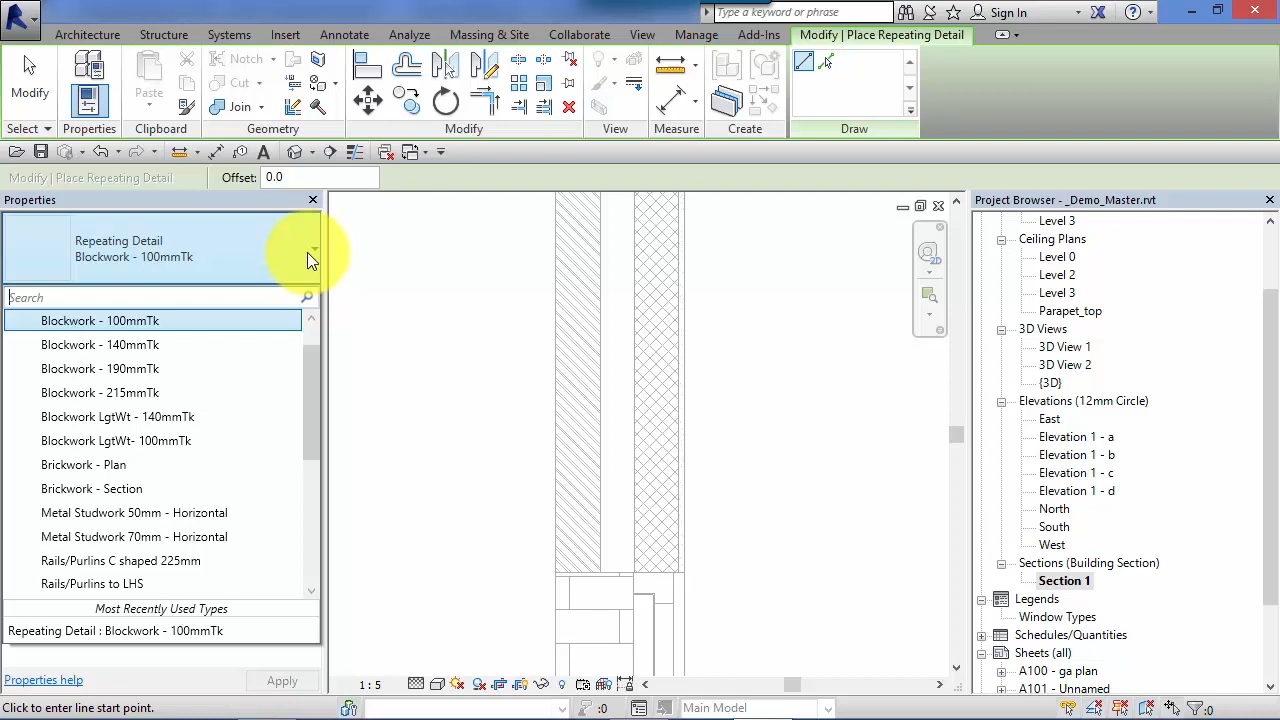 Type a keyword or phrase
Sign In
Architecture Structure Systems Insert Annotate Analyze Massing & Site Collaborate View Manage Add-Ins Modify | Place Repeating Detail
Modify
Paste
Notch
Cut
Join
Select Properties Clipboard Geometry Modify View Measure Create Draw
Modify | Place Repeating Detail Offset: 0.0
Properties
Repeating Detail
Blockwork - 100mmTk
Search
Blockwork - 100mmTk
Blockwork - 140mmTk
Blockwork - 190mmTk
Blockwork - 215mmTk
Blockwork LgtWt - 140mmTk
Blockwork LgtWt- 100mmTk
Brickwork - Plan
Brickwork - Section
Metal Studwork 50mm - Horizontal
Metal Studwork 70mm - Horizontal
Rails/Purlins C shaped 225mm
Rails/Purlins to LHS
Most Recently Used Types
Repeating Detail : Blockwork - 100mmTk
Properties help Apply
2D
Project Browser - _Demo_Master.rvt
Level 3
Ceiling Plans
Level 0
Level 2
Level 3
Parapet_top
3D Views
3D View 1
3D View 2
{3D}
Elevations (12mm Circle)
East
Elevation 1 - a
Elevation 1 - b
Elevation 1 - c
Elevation 1 - d
North
South
West
Sections (Building Section)
Section 1
Legends
Window Types
Schedules/Quantities
Sheets (all)
A100 - ga plan
A101 - Unnamed
1 : 5
Click to enter line start point.
:0
Main Model
:0